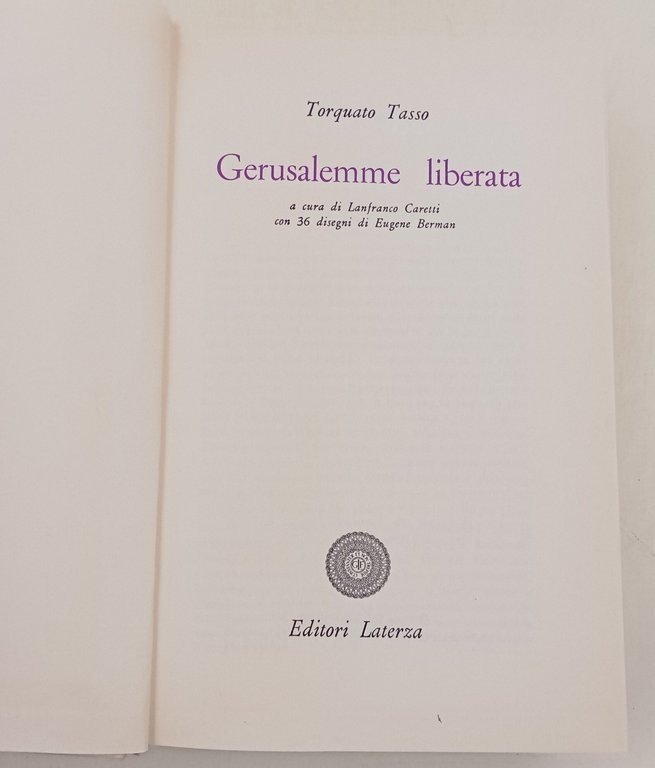 Torquato Tasso
Gerusalemme liberata
a cura di Lanfranco Caretti
con 36 disegni di Eugene Berman
Editori Laterza